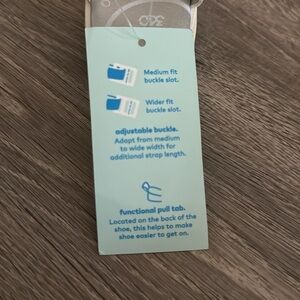 360
Medium fit
buckle slot.
Wider fit
buckle slot.
adjustable buckle.
Adapt from medium
to wide width for
additional strap length.
functional pull tab.
Located on the back of the
shoe, this helps to make
shoe easier to get on.